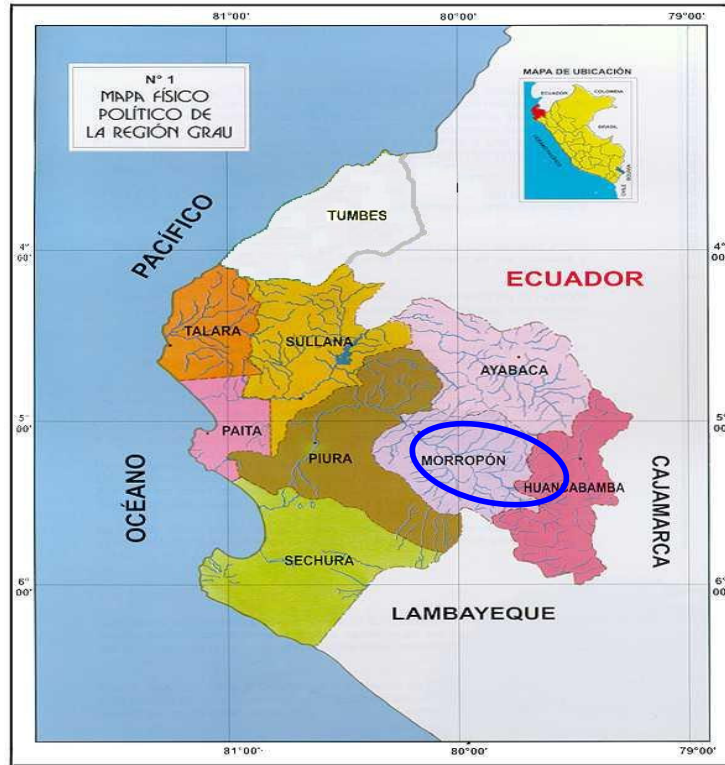 81°00'
80°00'
79°00'
N° 1
MAPA FÍSICO
POLÍTICO DE
LA REGIÓN GRAU
MAPA DE UBICACIÓN
ECUADOR
COLOMBIA
BRASIL
BOLIVIA
CHILE
PACÍFICO
TUMBES
4°
00'
4°
00'
ECUADOR
TALARA
SULLANA
AYABACA
5°
00'
5°
00'
PAITA
PIURA
MORROPÓN
HUANCABAMBA
CAJAMARCA
OCÉANO
SECHURA
6°
00'
6°
00'
LAMBAYEQUE
81°00'
80°00'
79°00'